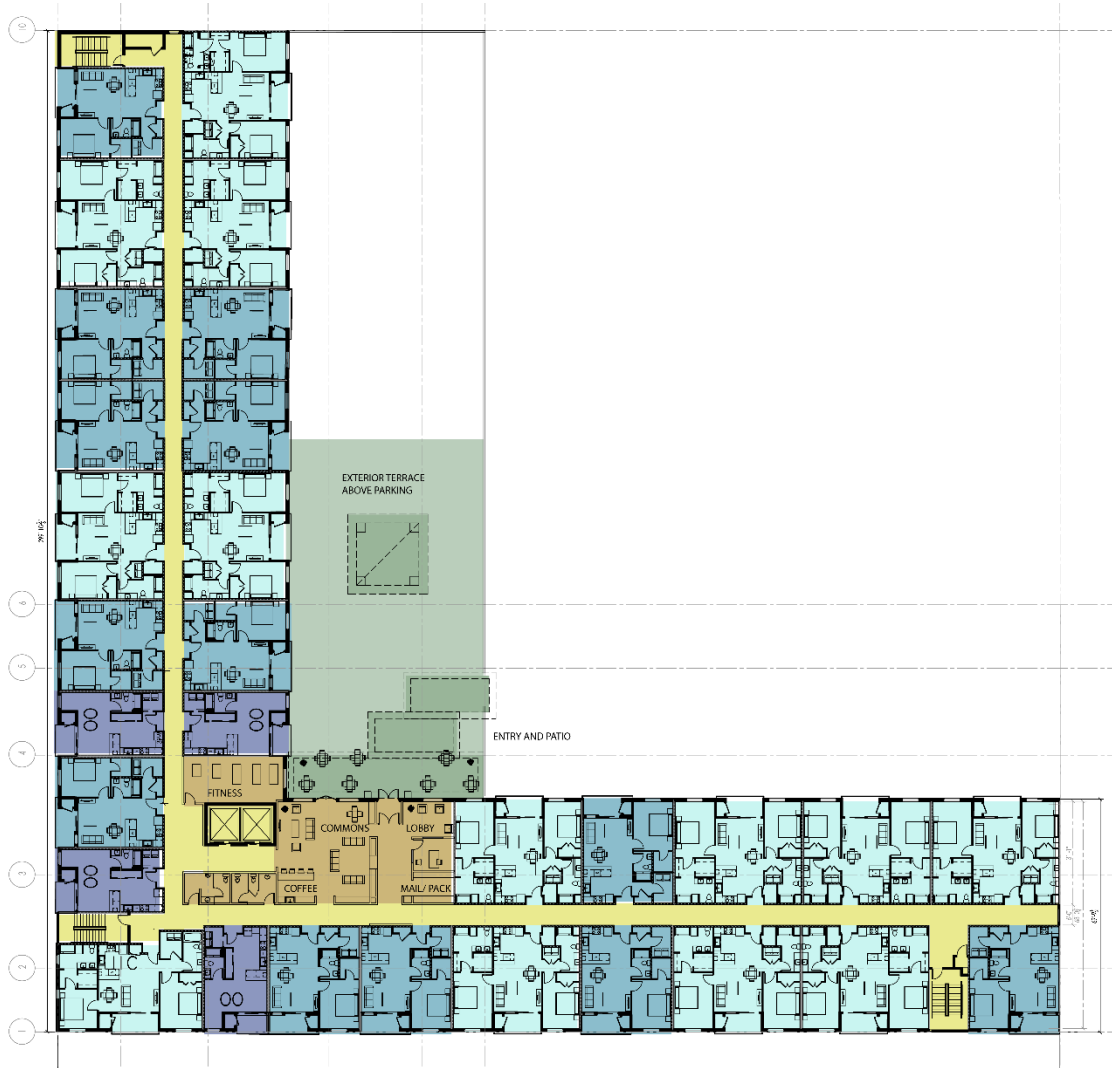 10
EXTERIOR TERRACE
ABOVE PARKING
6
5
ENTRY AND PATIO
4
FITNESS
COMMONS
LOBBY
3
COFFEE
MAIL/ PACK
2
C
1